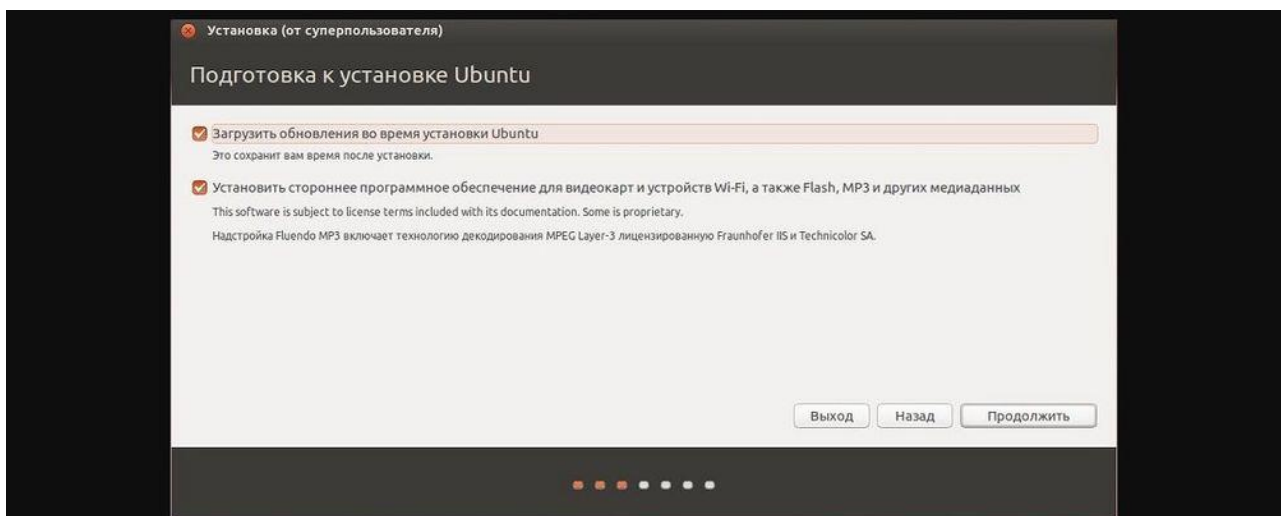 Установка (от суперпользователя)
Подготовка к установке Ubuntu
Загрузить обновления во время установки Ubuntu
Это сохранит вам время после установки.
Установить стороннее программное обеспечение для видеокарт и устройств Wi-Fi, а также Flash, MP3 и других медиаданных
This software is subject to license terms included with its documentation. Some is proprietary.
Надстройка Fluendo MP3 включает технологию декодирования MPEG Layer-3 лицензированную Fraunhofer IIS и Technicolor SA.
Выход Назад Продолжить